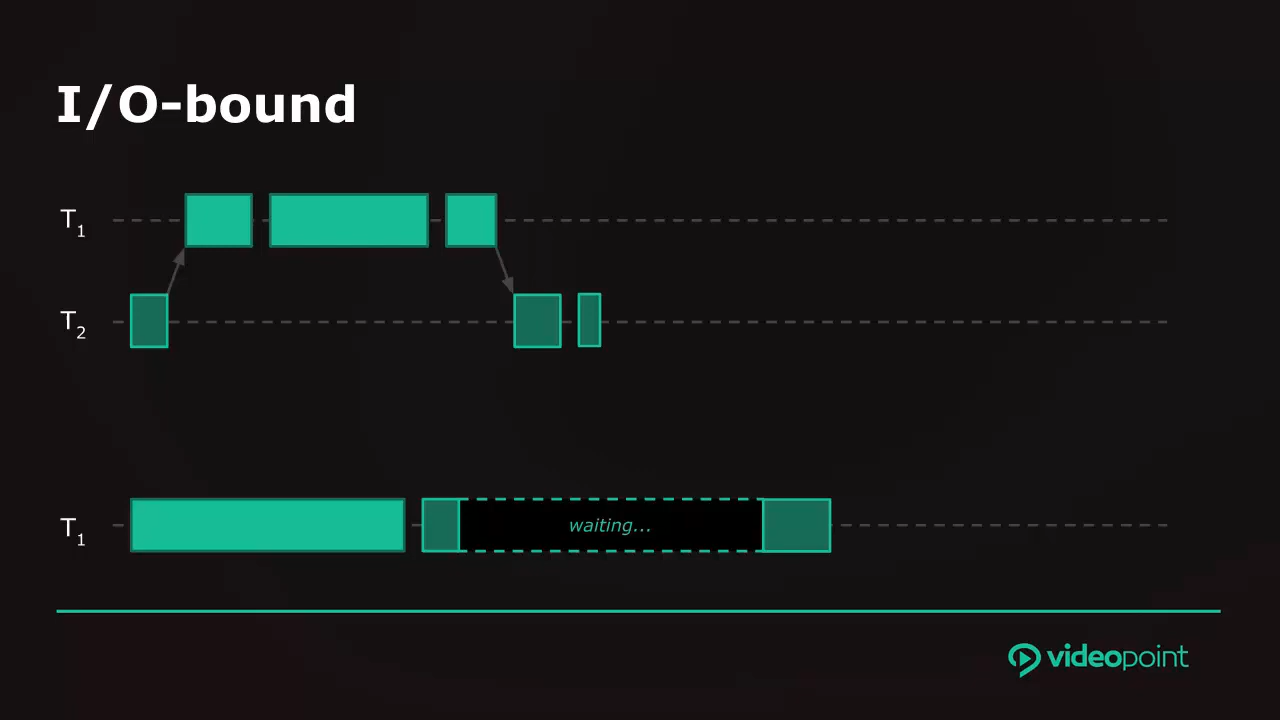 I/O-bound
T₁
T₂
T₁
waiting...
videopoint